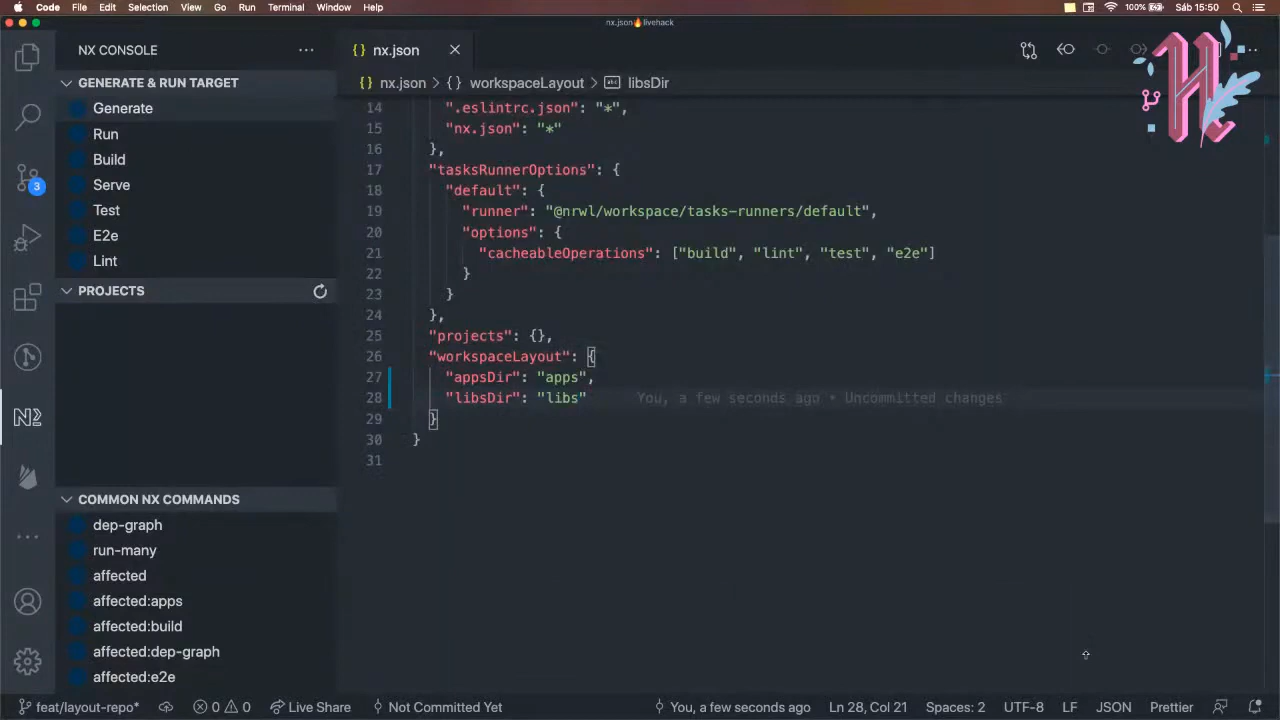 Code File Edit Selection View Go Run Terminal Window Help 100% Sáb 15:50
nx.json🔥livehack
NX CONSOLE
nx.json
GENERATE & RUN TARGET
nx.json workspaceLayout libsDir
Generate
Run
Build
Serve
Test
E2e
Lint
PROJECTS
COMMON NX COMMANDS
dep-graph
run-many
affected
affected:apps
affected:build
affected:dep-graph
affected:e2e
3
14 ".eslintrc.json": "*",
15 "nx.json": "*"
16 },
17 "tasksRunnerOptions": {
18 "default": {
19 "runner": "@nrwl/workspace/tasks-runners/default",
20 "options": {
21 "cacheableOperations": ["build", "lint", "test", "e2e"]
22 }
23 }
24 },
25 "projects": {},
26 "workspaceLayout": {
27 "appsDir": "apps",
28 "libsDir": "libs" You, a few seconds ago • Uncommitted changes
29 }
30 }
31
H
feat/layout-repo* 0 0 Live Share Not Committed Yet You, a few seconds ago Ln 28, Col 21 Spaces: 2 UTF-8 LF JSON Prettier